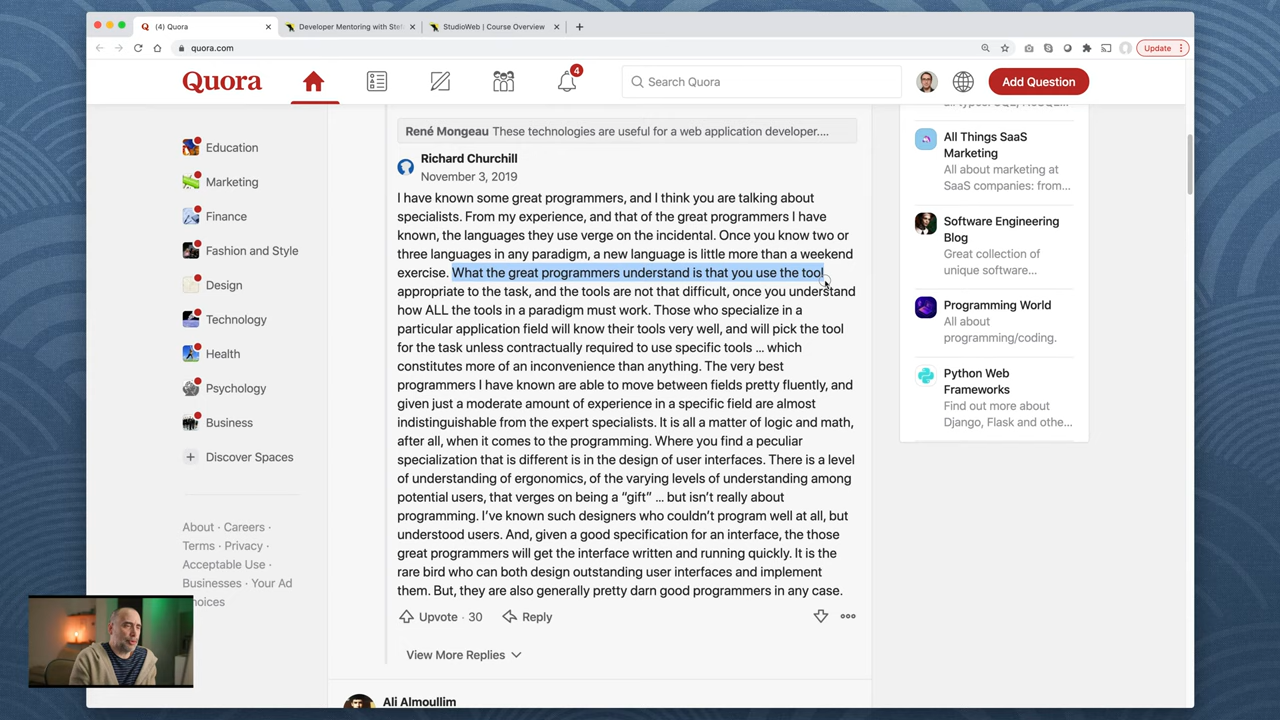 (4) Quora
Developer Mentoring with Stef
StudioWeb | Course Overview
quora.com
Update
Quora
4
Search Quora
Add Question
Education
Marketing
Finance
Fashion and Style
Design
Technology
Health
Psychology
Business
Discover Spaces
About · Careers ·
Terms · Privacy ·
Acceptable Use ·
Businesses · Your Ad
hoices
René Mongeau These technologies are useful for a web application developer....
Richard Churchill
November 3, 2019
I have known some great programmers, and I think you are talking about
specialists. From my experience, and that of the great programmers I have
known, the languages they use verge on the incidental. Once you know two or
three languages in any paradigm, a new language is little more than a weekend
exercise. What the great programmers understand is that you use the tool
appropriate to the task, and the tools are not that difficult, once you understand
how ALL the tools in a paradigm must work. Those who specialize in a
particular application field will know their tools very well, and will pick the tool
for the task unless contractually required to use specific tools … which
constitutes more of an inconvenience than anything. The very best
programmers I have known are able to move between fields pretty fluently, and
given just a moderate amount of experience in a specific field are almost
indistinguishable from the expert specialists. It is all a matter of logic and math,
after all, when it comes to the programming. Where you find a peculiar
specialization that is different is in the design of user interfaces. There is a level
of understanding of ergonomics, of the varying levels of understanding among
potential users, that verges on being a “gift” … but isn’t really about
programming. I’ve known such designers who couldn’t program well at all, but
understood users. And, given a good specification for an interface, the those
great programmers will get the interface written and running quickly. It is the
rare bird who can both design outstanding user interfaces and implement
them. But, they are also generally pretty darn good programmers in any case.
Upvote · 30
Reply
View More Replies
Ali Almoullim
All Things SaaS
Marketing
All about marketing at
SaaS companies: from...
Software Engineering
Blog
Great collection of
unique software...
Programming World
All about
programming/coding.
Python Web
Frameworks
Find out more about
Django, Flask and othe...